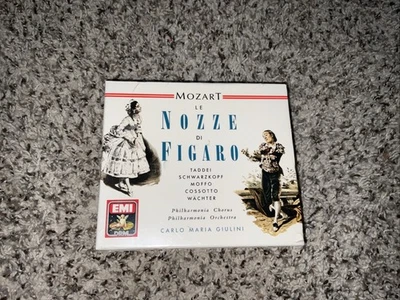 MOZART
LE
NOZZE
DI
FIGARO
TADDEI
SCHWARZKOPF
MOFFO
COSSOTTO
WÄCHTER
Philharmonia Chorus
Philharmonia Orchestra
CARLO MARIA GIULINI
EMI